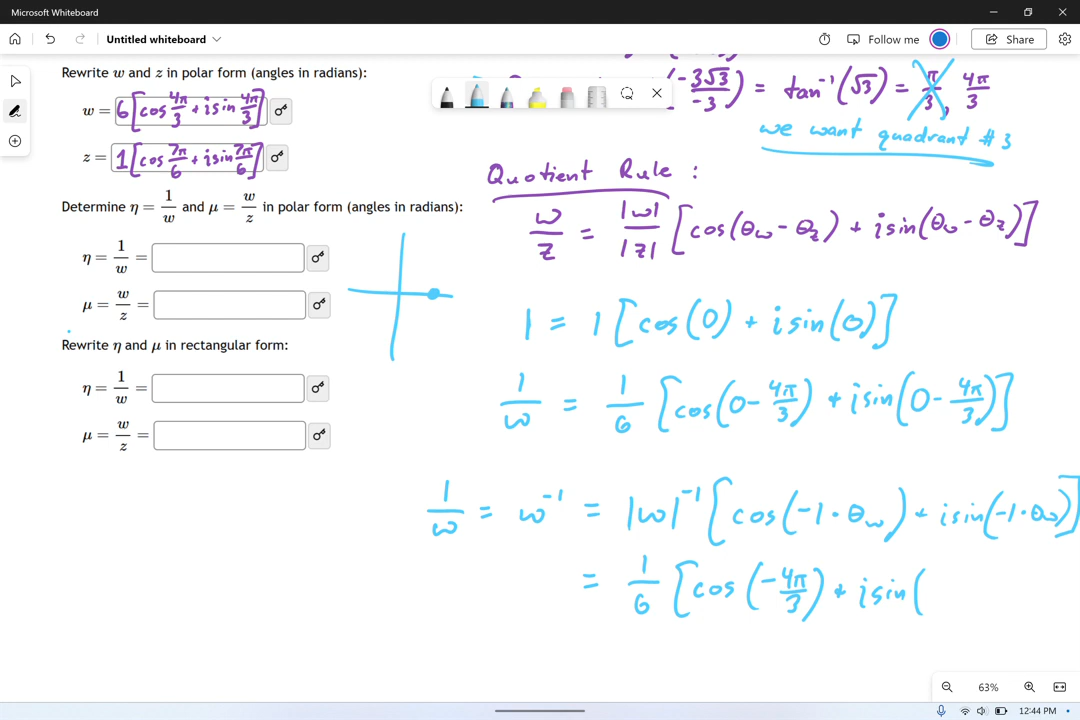 Microsoft Whiteboard
Untitled whiteboard
Follow me
Share
Rewrite w and z in polar form (angles in radians):
w = 6[cos 4π/3 + i sin 4π/3]
z = 1[cos 7π/6 + i sin 7π/6]
Determine η = 1/w and μ = w/z in polar form (angles in radians):
η = 1/w =
μ = w/z =
Rewrite η and μ in rectangular form:
η = 1/w =
μ = w/z =
(-3√3/-3) = tan⁻¹(√3) = π/3, 4π/3
we want quadrant #3
Quotient Rule :
w/z = |w|/|z| [cos(θw - θz) + i sin(θw - θz)]
1 = 1 [cos(0) + i sin(0)]
1/w = 1/6 [cos(0 - 4π/3) + i sin(0 - 4π/3)]
1/w = w⁻¹ = |w|⁻¹ [cos(-1 · θw) + i sin(-1 · θw)]
= 1/6 [cos(-4π/3) + i sin(
63%
12:44 PM